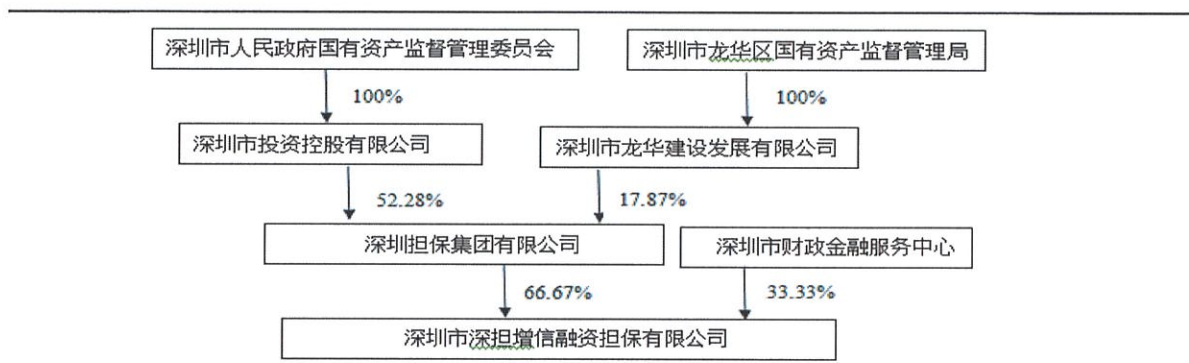 深圳市人民政府国有资产监督管理委员会
深圳市龙华区国有资产监督管理局
100%
100%
深圳市投资控股有限公司
深圳市龙华建设发展有限公司
52.28%
17.87%
深圳担保集团有限公司
深圳市财政金融服务中心
66.67%
33.33%
深圳市深担增信融资担保有限公司